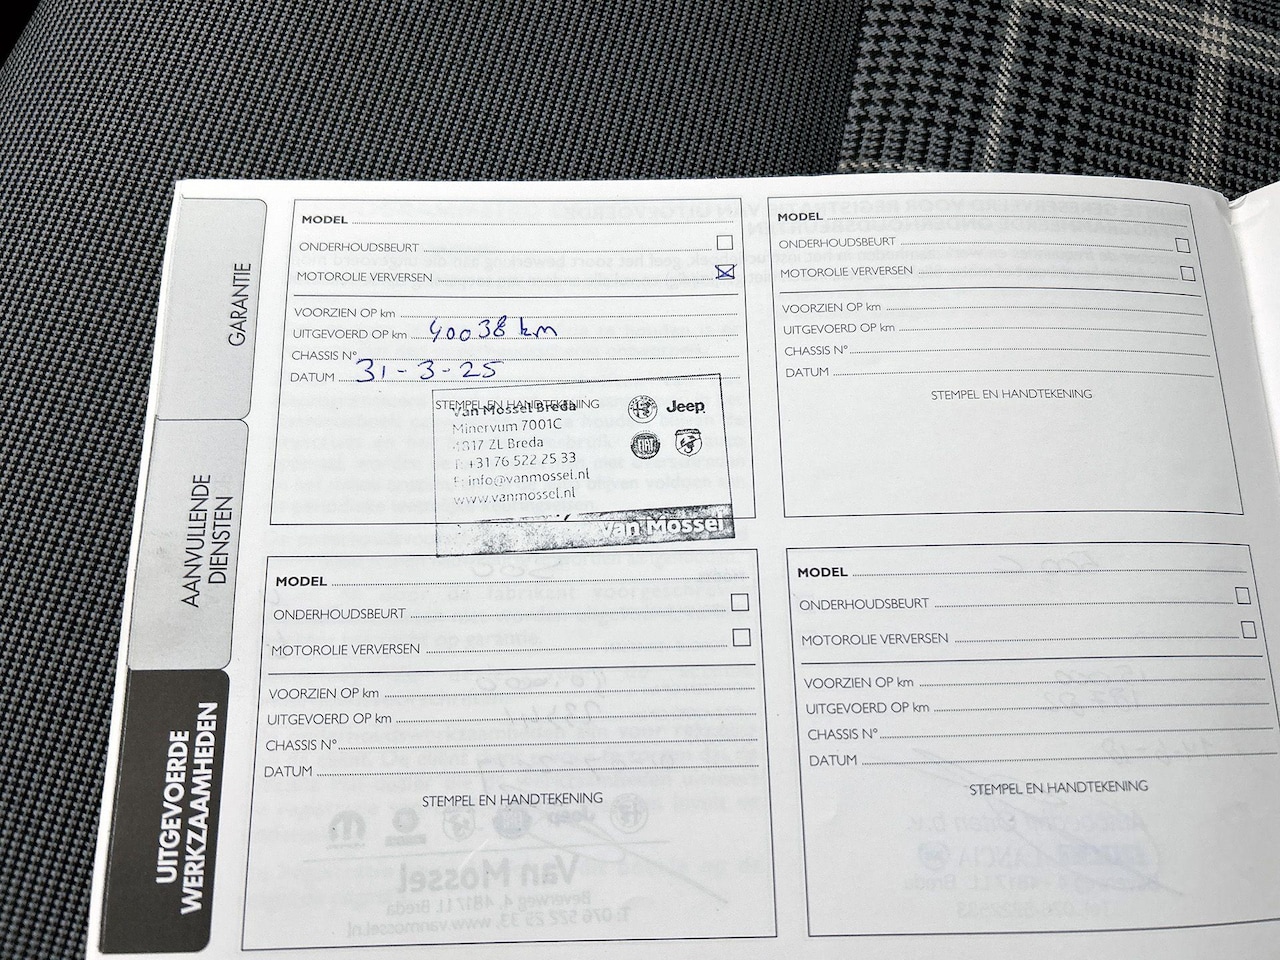 GARANTIE
AANVULLENDE
DIENSTEN
UITGEVOERDE
WERKZAAMHEDEN
MODEL
ONDERHOUDSBEURT
MOTOROLIE VERVERSEN
VOORZIEN OP km
UITGEVOERD OP km 40038 km
CHASSIS N°
DATUM 31-3-25
STEMPEL EN HANDTEKENING
Van Mossel Breda
Minervum 7001C
4817 ZL Breda
+31 76 522 25 33
info@vanmossel.nl
www.vanmossel.nl
Jeep
FIAT
Van Mossel
MODEL
ONDERHOUDSBEURT
MOTOROLIE VERVERSEN
VOORZIEN OP km
UITGEVOERD OP km
CHASSIS N°
DATUM
STEMPEL EN HANDTEKENING
MODEL
ONDERHOUDSBEURT
MOTOROLIE VERVERSEN
VOORZIEN OP km
UITGEVOERD OP km
CHASSIS N°
DATUM
STEMPEL EN HANDTEKENING
MODEL
ONDERHOUDSBEURT
MOTOROLIE VERVERSEN
VOORZIEN OP km
UITGEVOERD OP km
CHASSIS N°
DATUM
STEMPEL EN HANDTEKENING